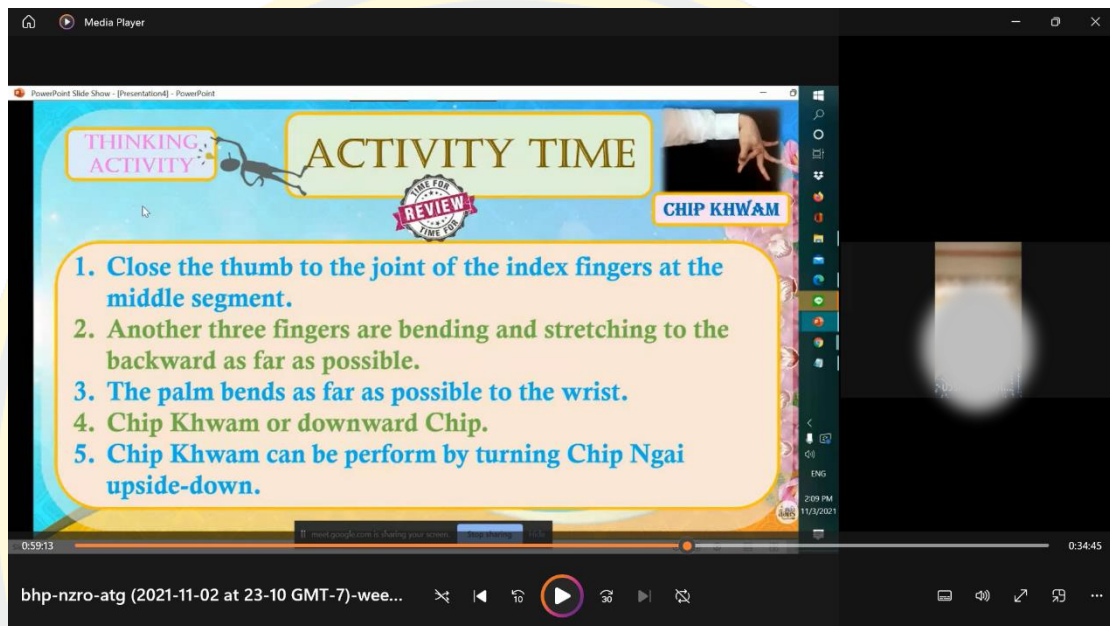 Media Player
PowerPoint Slide Show - [Presentation4] - PowerPoint
THINKING
ACTIVITY
ACTIVITY TIME
TIME FOR
REVIEW
TIME FOR
CHIP KHWAM
1. Close the thumb to the joint of the index fingers at the
middle segment.
2. Another three fingers are bending and stretching to the
backward as far as possible.
3. The palm bends as far as possible to the wrist.
4. Chip Khwam or downward Chip.
5. Chip Khwam can be perform by turning Chip Ngai
upside-down.
ENG
2:09 PM
11/3/2021
meet.google.com is sharing your screen.
Stop sharing
Hide
0:59:13
0:34:45
bhp-nzro-atg (2021-11-02 at 23-10 GMT-7)-wee...
10
30